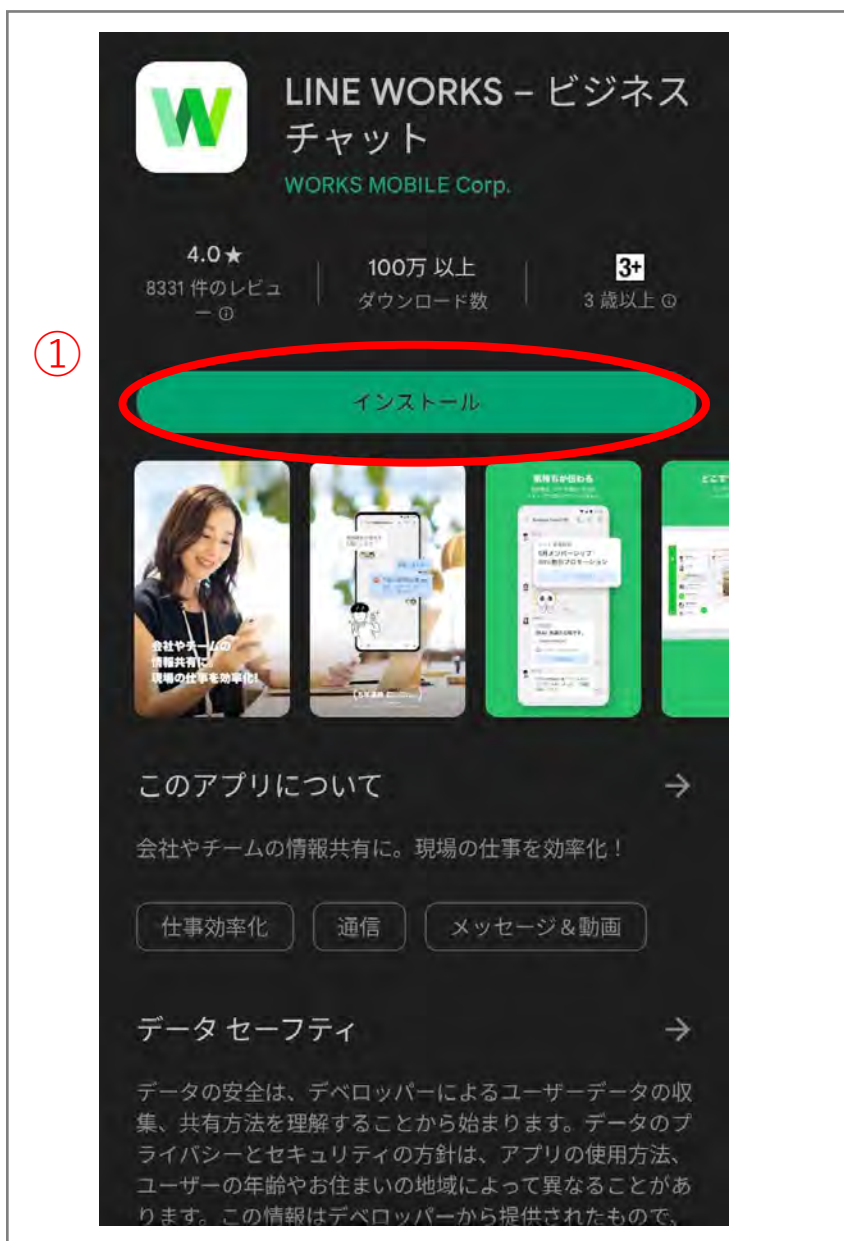 LINE WORKS – ビジネス
チャット
WORKS MOBILE Corp.
4.0★
8331 件のレビュ
ー
100万 以上
ダウンロード数
3+
3 歳以上
①
インストール
会社やチームの
情報共有に。
現場の仕事を効率化!
気持ちが伝わる
このアプリについて
会社やチームの情報共有に。現場の仕事を効率化！
仕事効率化
通信
メッセージ＆動画
データ セーフティ
データの安全は、デベロッパーによるユーザーデータの収
集、共有方法を理解することから始まります。データのプ
ライバシーとセキュリティの方針は、アプリの使用方法、
ユーザーの年齢やお住まいの地域によって異なることがあ
ります。この情報はデベロッパーから提供されたもので、